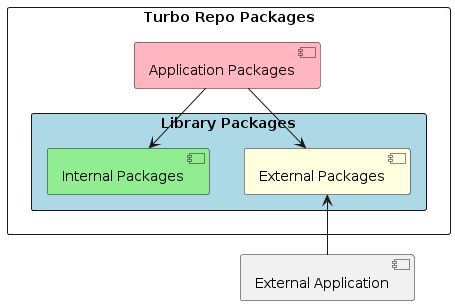 Turbo Repo Packages
Application Packages
Library Packages
Internal Packages
External Packages
External Application